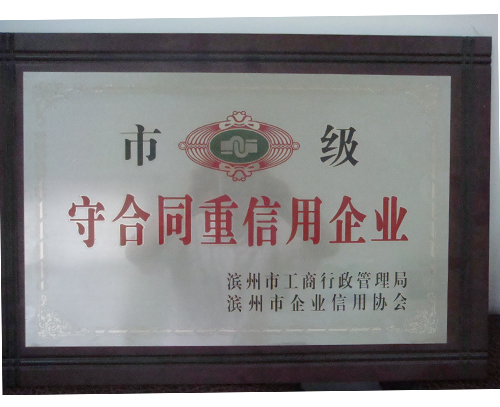 市 级
守合同重信用企业
滨州市工商行政管理局
滨州市企业信用协会